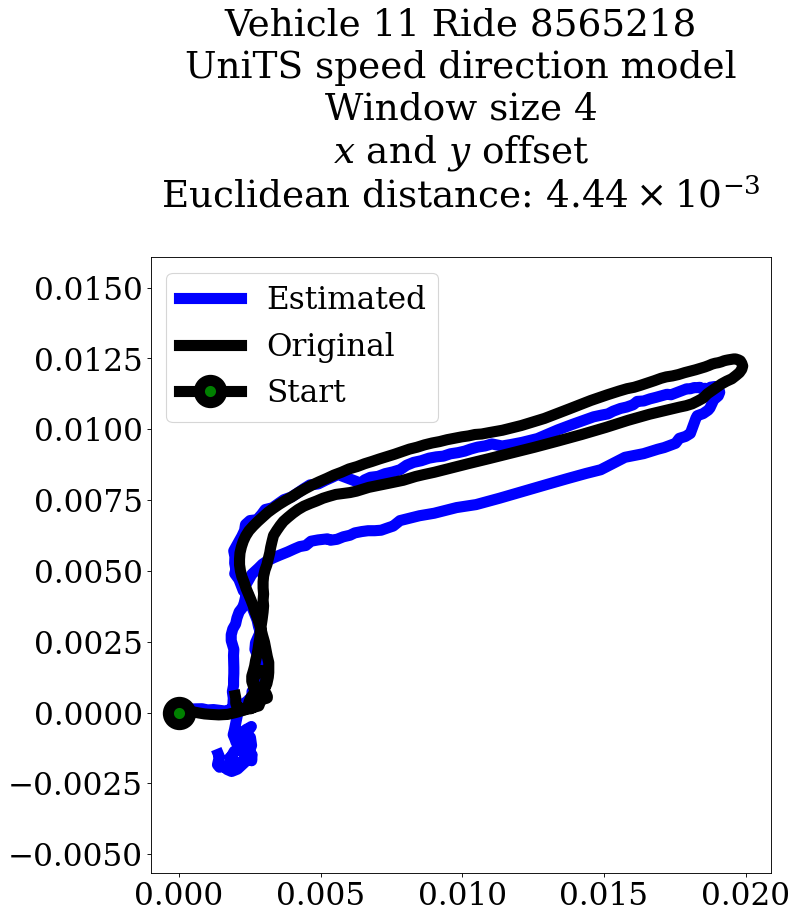 Vehicle 11 Ride 8565218
UniTS speed direction model
Window size 4
x and y offset
Euclidean distance: 4.44 × 10⁻³
Estimated
Original
Start
0.0150
0.0125
0.0100
0.0075
0.0050
0.0025
0.0000
−0.0025
−0.0050
0.000 0.005 0.010 0.015 0.020